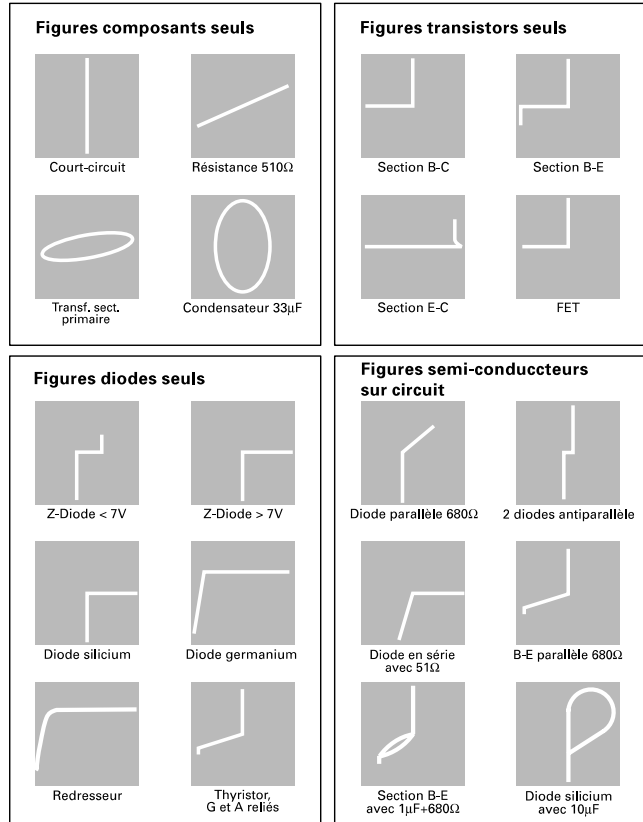 Figures composants seuls
Court-circuit
Résistance 510Ω
Transf. sect.
primaire
Condensateur 33µF
Figures transistors seuls
Section B-C
Section B-E
Section E-C
FET
Figures diodes seuls
Z-Diode < 7V
Z-Diode > 7V
Diode silicium
Diode germanium
Redresseur
Thyristor,
G et A reliés
Figures semi-conduccteurs
sur circuit
Diode parallèle 680Ω
2 diodes antiparallèle
Diode en série
avec 51Ω
B-E parallèle 680Ω
Section B-E
avec 1µF+680Ω
Diode silicium
avec 10µF